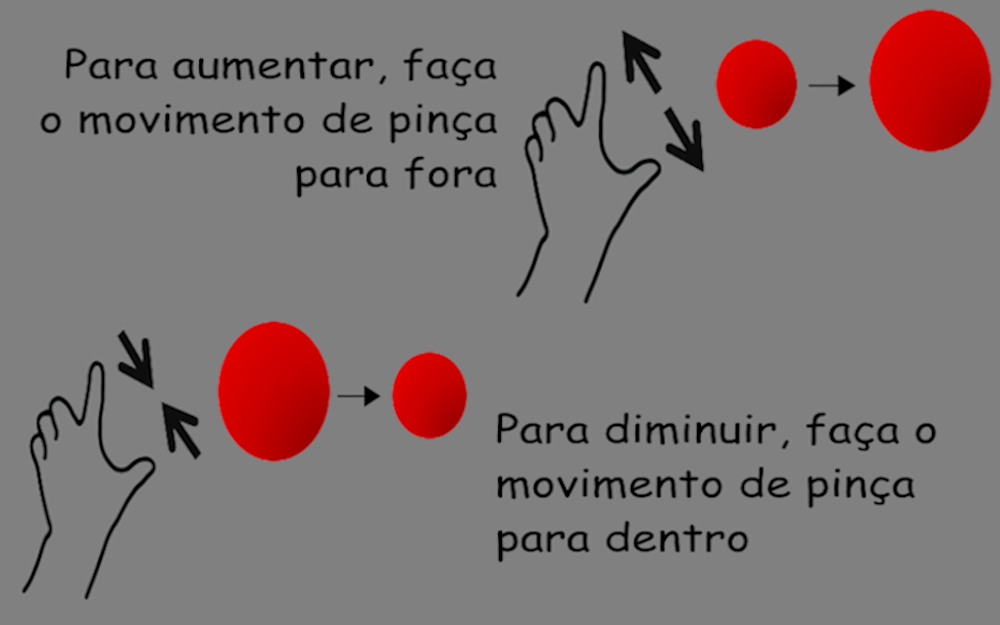 Para aumentar, faça
o movimento de pinça
para fora
Para diminuir, faça o
movimento de pinça
para dentro